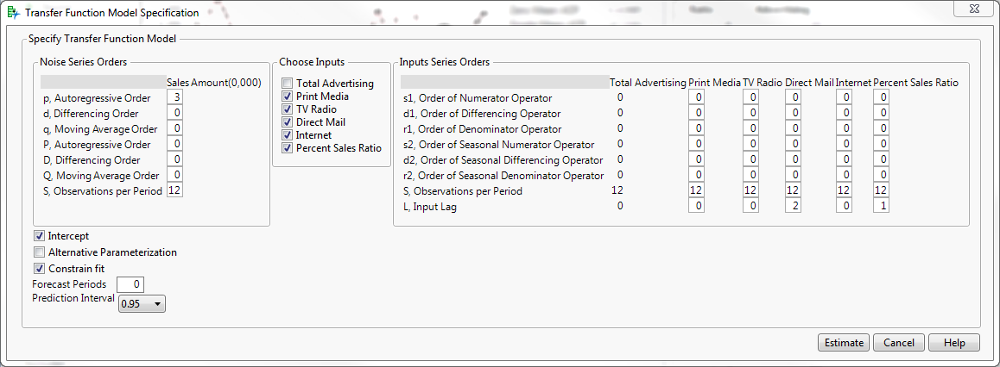 Transfer Function Model Specification
Specify Transfer Function Model
Noise Series Orders
Sales Amount(0,000)
p, Autoregressive Order 3
d, Differencing Order 0
q, Moving Average Order 0
P, Autoregressive Order 0
D, Differencing Order 0
Q, Moving Average Order 0
S, Observations per Period 12
Choose Inputs
Total Advertising
Print Media
TV Radio
Direct Mail
Internet
Percent Sales Ratio
Inputs Series Orders
Total Advertising Print Media TV Radio Direct Mail Internet Percent Sales Ratio
s1, Order of Numerator Operator 0 0 0 0 0 0
d1, Order of Differencing Operator 0 0 0 0 0 0
r1, Order of Denominator Operator 0 0 0 0 0 0
s2, Order of Seasonal Numerator Operator 0 0 0 0 0 0
d2, Order of Seasonal Differencing Operator 0 0 0 0 0 0
r2, Order of Seasonal Denominator Operator 0 0 0 0 0 0
S, Observations per Period 12 12 12 12 12 12
L, Input Lag 0 0 0 2 0 1
Intercept
Alternative Parameterization
Constrain fit
Forecast Periods 0
Prediction Interval 0.95
Estimate Cancel Help